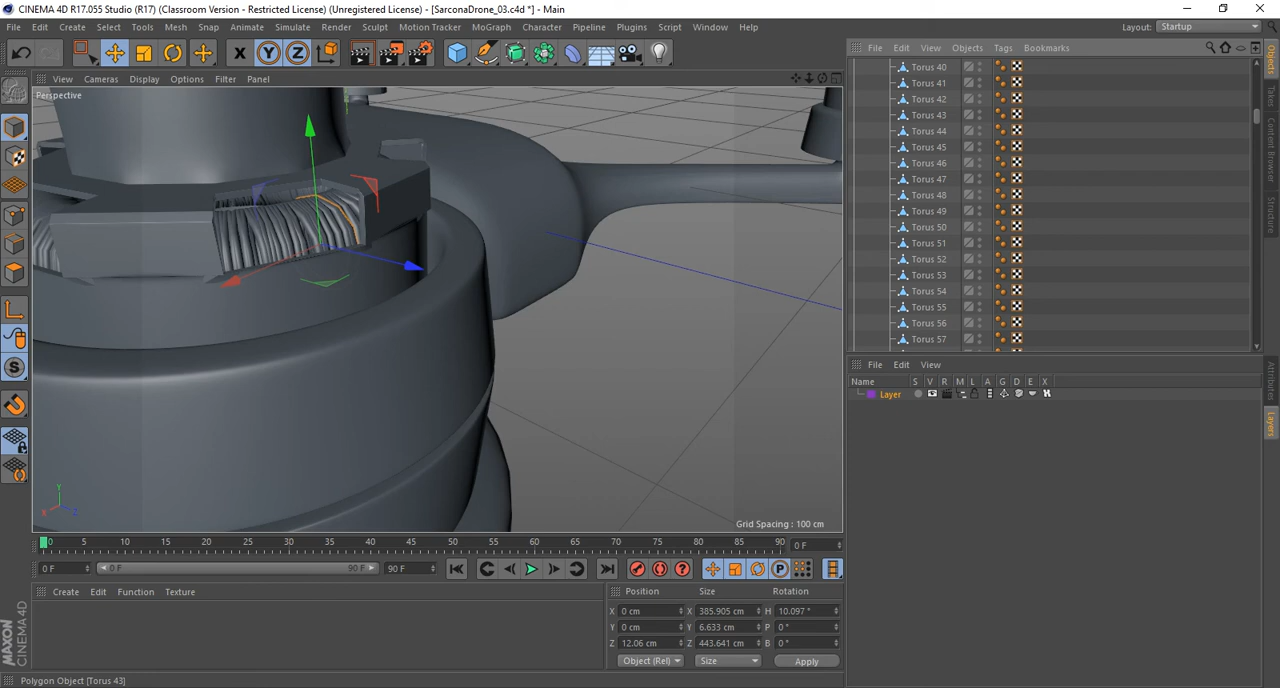 CINEMA 4D R17.055 Studio (R17) (Classroom Version - Restricted License) (Unregistered License) - [SarconaDrone_03.c4d *] - Main
File Edit Create Select Tools Mesh Snap Animate Simulate Render Sculpt Motion Tracker MoGraph Character Pipeline Plugins Script Window Help
Layout: Startup
X Y Z
File Edit View Objects Tags Bookmarks
View Cameras Display Options Filter Panel
Perspective
Torus 40
Torus 41
Torus 42
Torus 43
Torus 44
Torus 45
Torus 46
Torus 47
Torus 48
Torus 49
Torus 50
Torus 51
Torus 52
Torus 53
Torus 54
Torus 55
Torus 56
Torus 57
Objects
Takes
Content Browser
Structure
File Edit View
Name S V R M L A G D E X
Layer
Attributes
Layers
Y
X Z
Grid Spacing : 100 cm
0 5 10 15 20 25 30 35 40 45 50 55 60 65 70 75 80 85 90 0 F
0 F 0 F 90 F 90 F
Create Edit Function Texture
Position Size Rotation
X 0 cm X 385.905 cm H 10.097 °
Y 0 cm Y 6.633 cm P 0 °
Z 12.06 cm Z 443.641 cm B 0 °
Object (Rel) Size Apply
MAXON CINEMA 4D
Polygon Object [Torus 43]